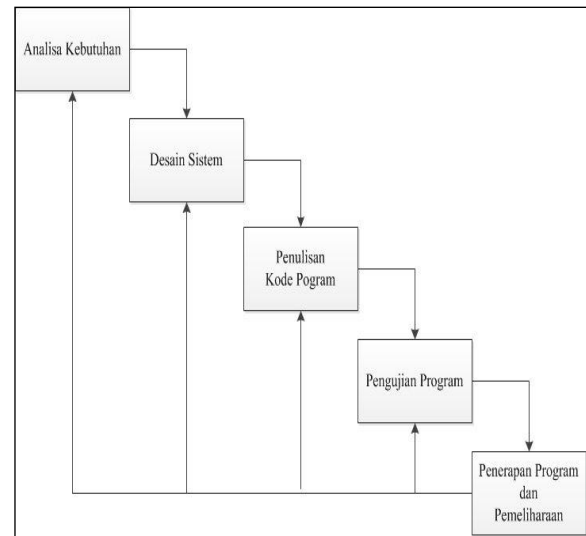 Analisa Kebutuhan
Desain Sistem
Penulisan
Kode Pogram
Pengujian Program
Penerapan Program
dan
Pemeliharaan